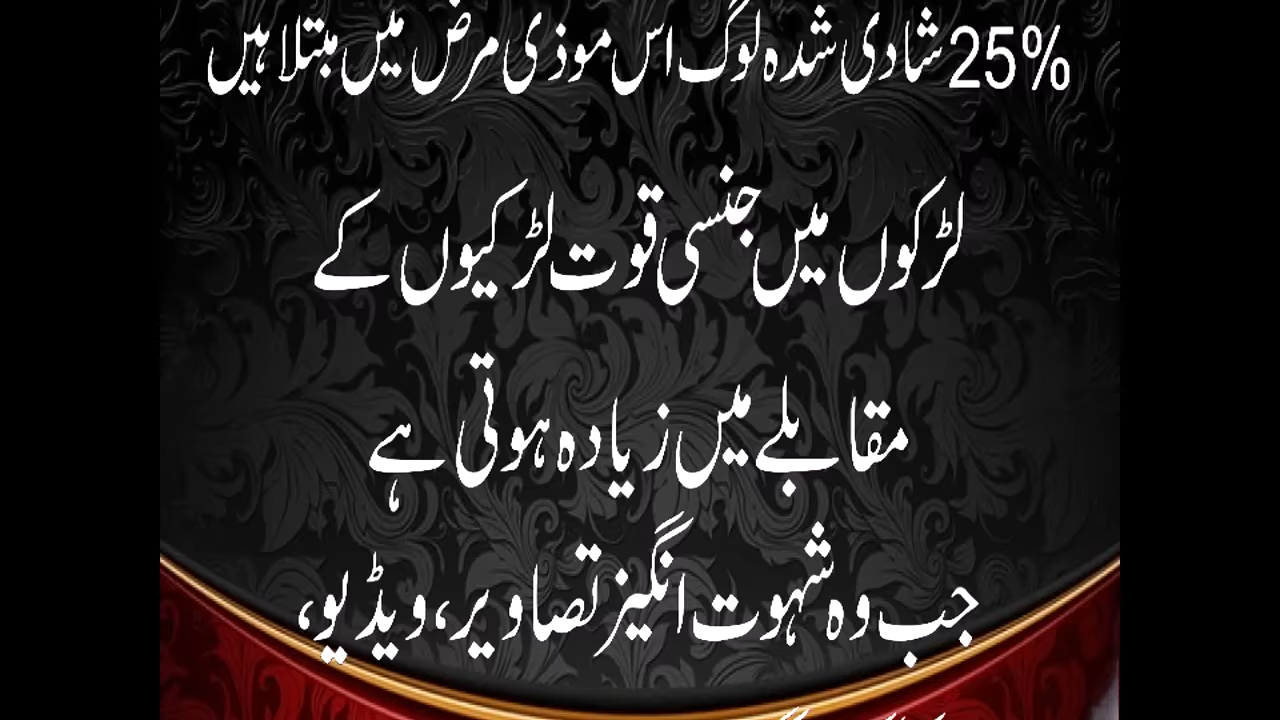 25% شادی شدہ لوگ اس موذی مرض میں مبتلا ہیں
لڑکوں میں جنسی قوت لڑکیوں کے
مقابلے میں زیادہ ہوتی ہے
جب وہ شہوت انگیز تصاویر، ویڈیو،